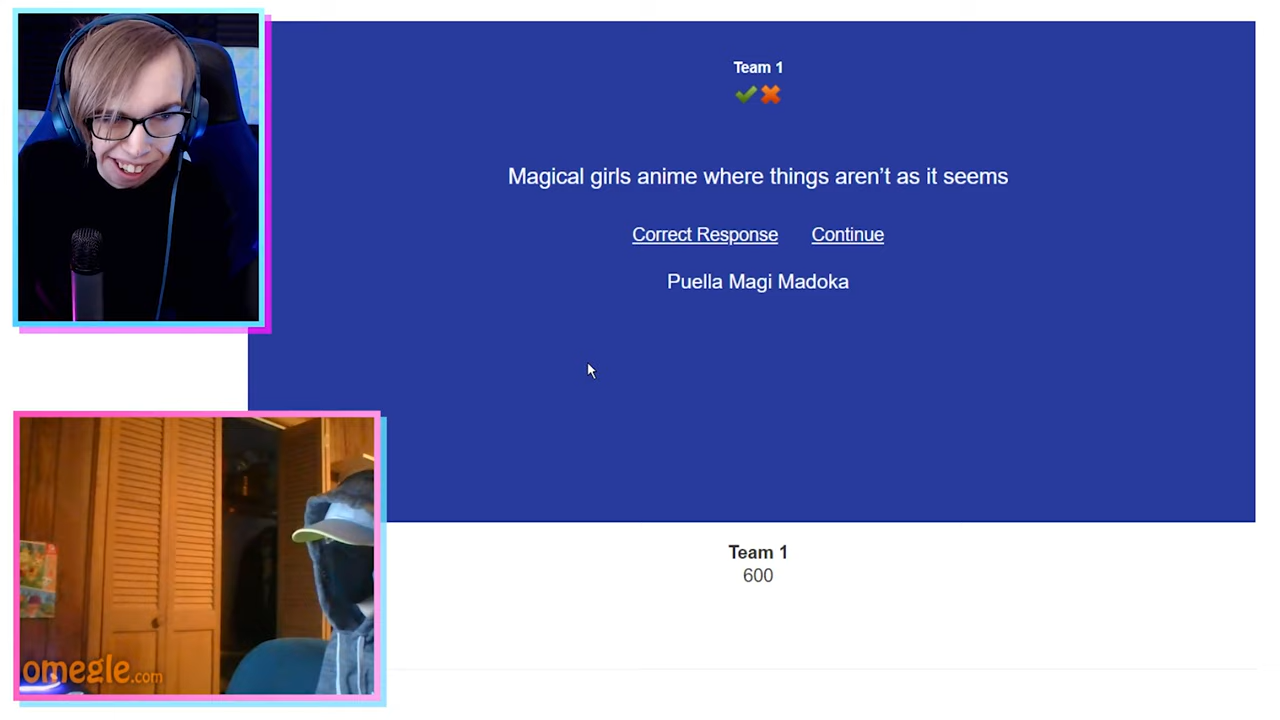 Team 1
Magical girls anime where things aren’t as it seems
Correct Response Continue
Puella Magi Madoka
Team 1
600
omegle.com